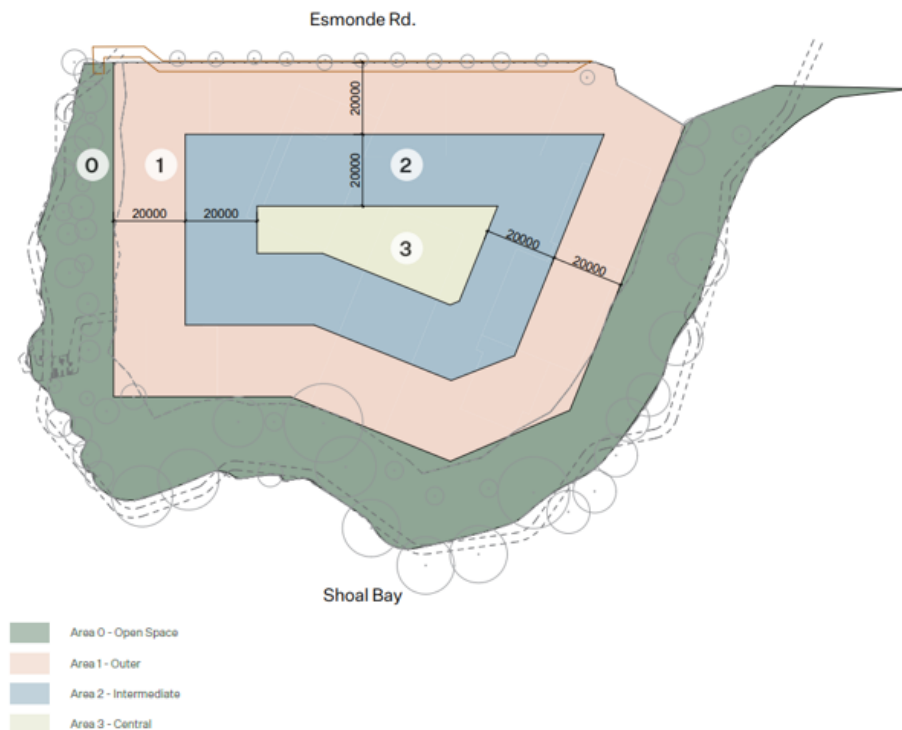 Esmonde Rd.
20000
0
1
2
20000
20000
20000
3
20000
20000
Shoal Bay
Area 0 - Open Space
Area 1 - Outer
Area 2 - Intermediate
Area 3 - Central